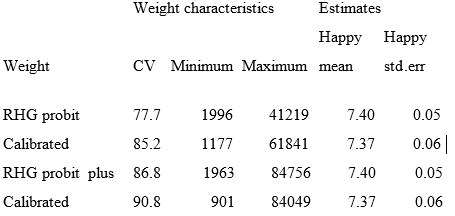 Weight characteristics Estimates
Happy Happy
Weight CV Minimum Maximum mean std.err
RHG probit 77.7 1996 41219 7.40 0.05
Calibrated 85.2 1177 61841 7.37 0.06
RHG probit plus 86.8 1963 84756 7.40 0.05
Calibrated 90.8 901 84049 7.37 0.06